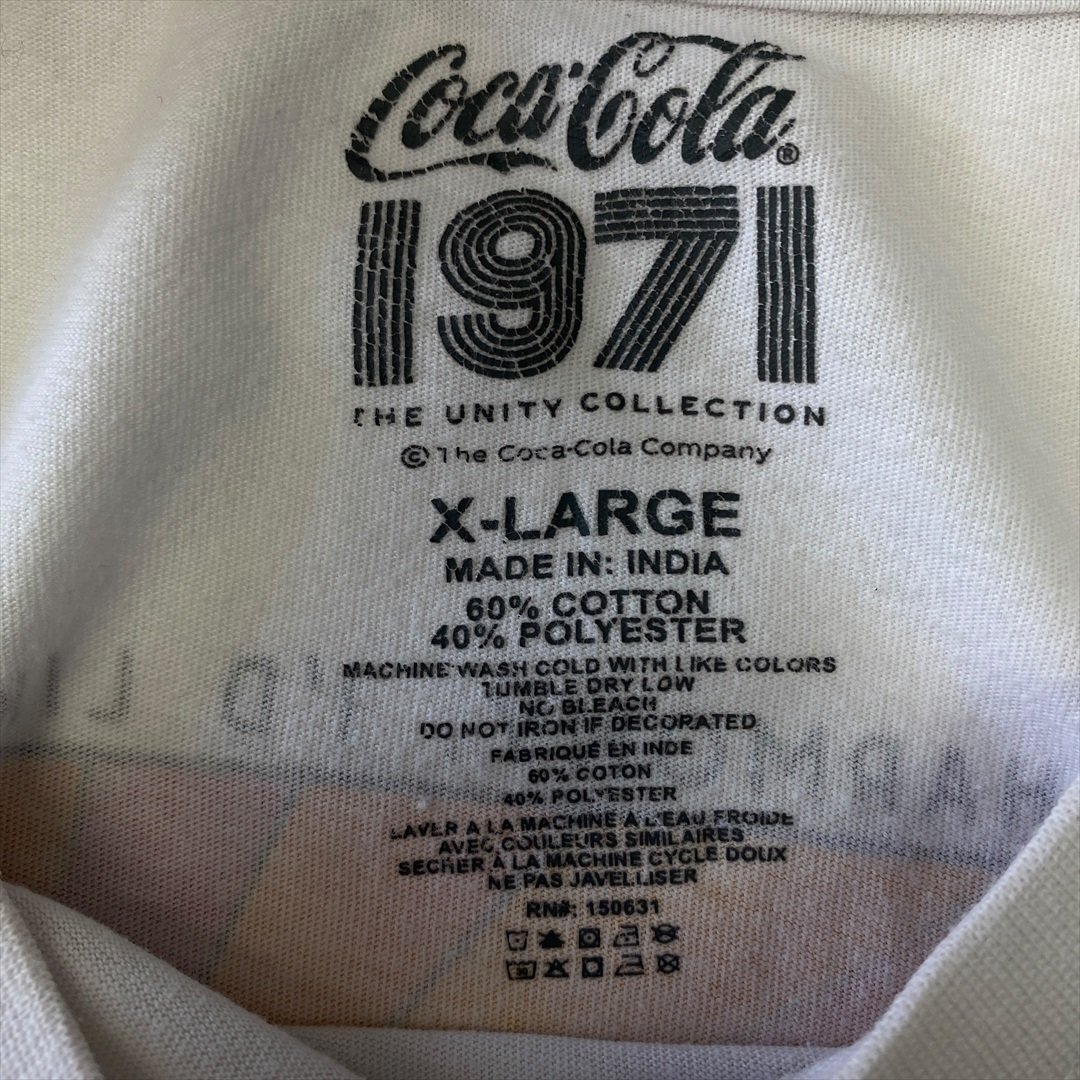 Coca-Cola®
1971
THE UNITY COLLECTION
© The Coca-Cola Company
X-LARGE
MADE IN: INDIA
60% COTTON
40% POLYESTER
MACHINE WASH COLD WITH LIKE COLORS
TUMBLE DRY LOW
NO BLEACH
DO NOT IRON IF DECORATED
FABRIQUÉ EN INDE
60% COTON
40% POLYESTER
LAVER A LA MACHINE A L'EAU FROIDE
AVEC COULEURS SIMILAIRES
SECHER À LA MACHINE CYCLE DOUX
NE PAS JAVELLISER
RN#: 150631